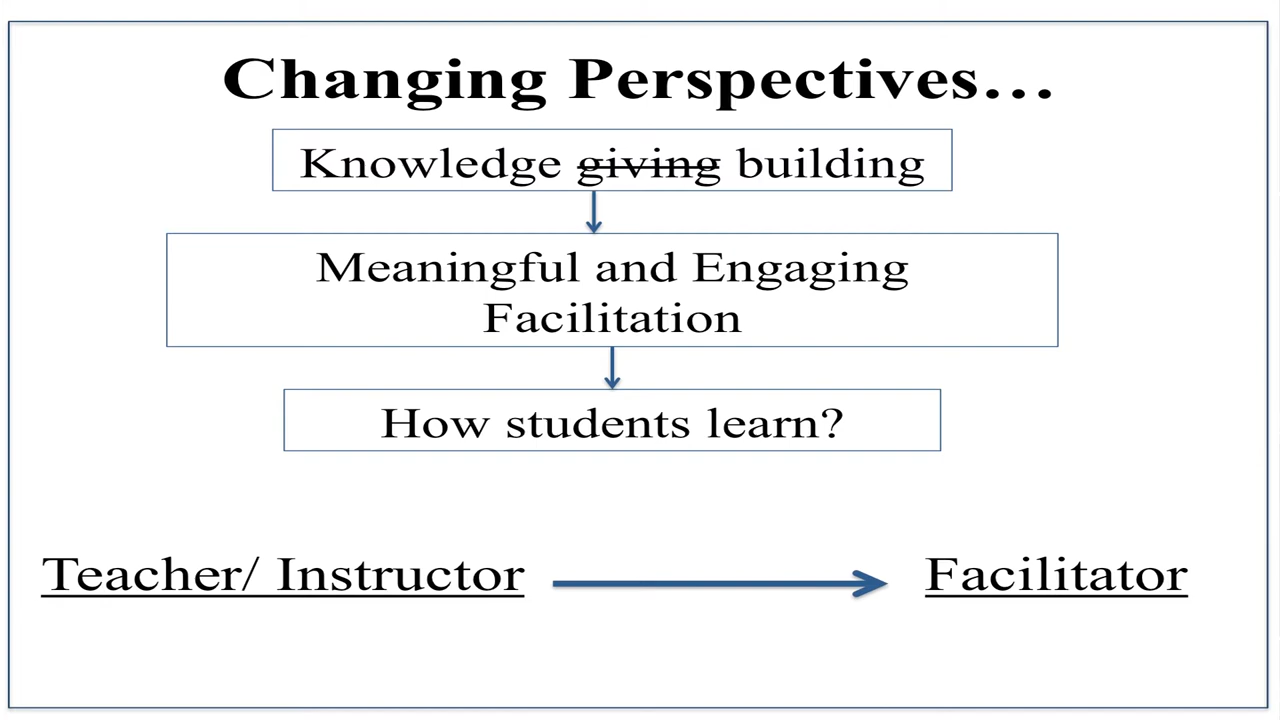 Changing Perspectives...
Knowledge giving building
Meaningful and Engaging
Facilitation
How students learn?
Teacher/ Instructor
Facilitator